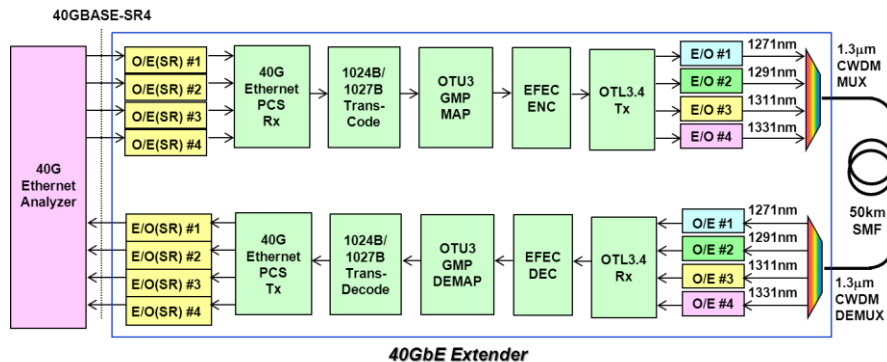 40GBASE-SR4
40G
Ethernet
Analyzer
O/E(SR) #1
O/E(SR) #2
O/E(SR) #3
O/E(SR) #4
40G
Ethernet
PCS
Rx
1024B/
1027B
Trans-
Code
OTU3
GMP
MAP
EFEC
ENC
OTL3.4
Tx
E/O #1
E/O #2
E/O #3
E/O #4
1271nm
1291nm
1311nm
1331nm
1.3μm
CWDM
MUX
50km
SMF
E/O(SR) #1
E/O(SR) #2
E/O(SR) #3
E/O(SR) #4
40G
Ethernet
PCS
Tx
1024B/
1027B
Trans-
Decode
OTU3
GMP
DEMAP
EFEC
DEC
OTL3.4
Rx
O/E #1
O/E #2
O/E #3
O/E #4
1271nm
1291nm
1311nm
1331nm
1.3μm
CWDM
DEMUX
40GbE Extender